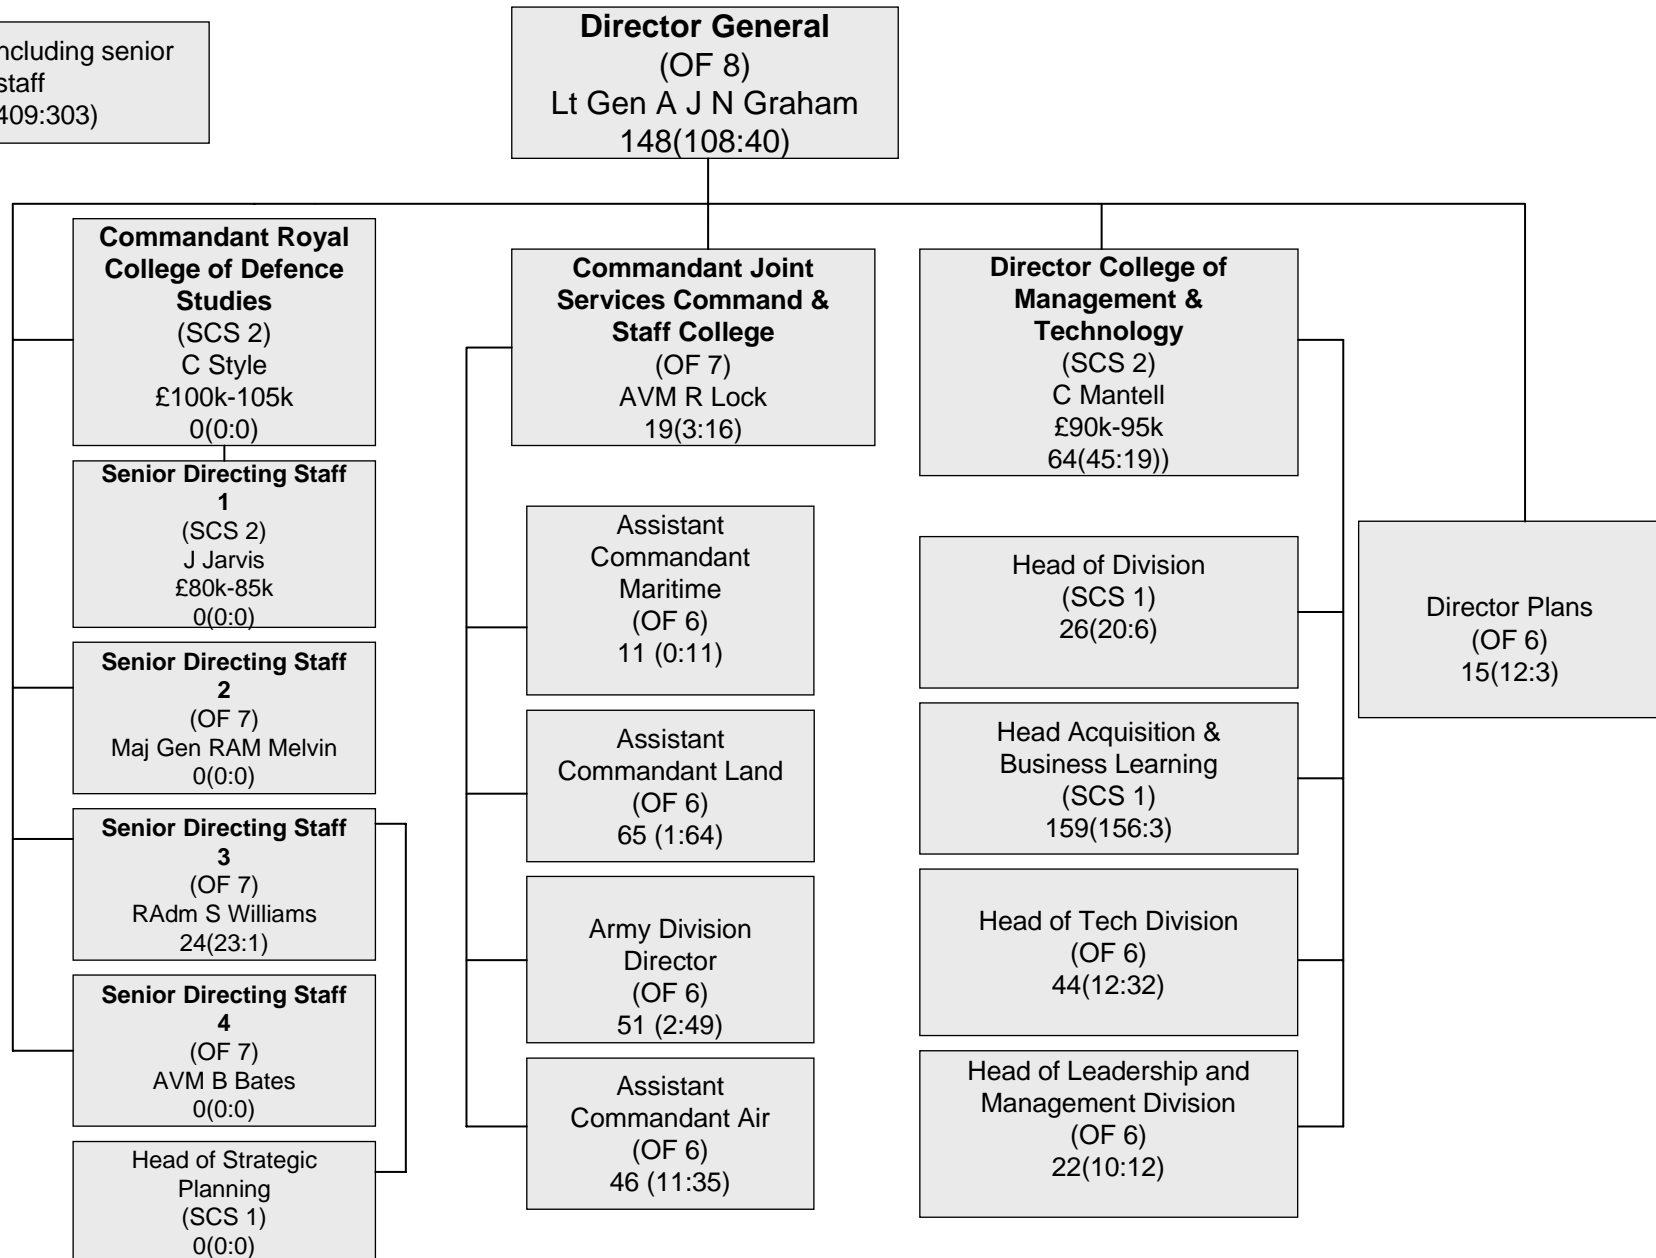 ncluding senior
staff
409:303)
Director General
(OF 8)
Lt Gen A J N Graham
148(108:40)
Commandant Royal
College of Defence
Studies
(SCS 2)
C Style
£100k-105k
0(0:0)
Senior Directing Staff
1
(SCS 2)
J Jarvis
£80k-85k
0(0:0)
Senior Directing Staff
2
(OF 7)
Maj Gen RAM Melvin
0(0:0)
Senior Directing Staff
3
(OF 7)
RAdm S Williams
24(23:1)
Senior Directing Staff
4
(OF 7)
AVM B Bates
0(0:0)
Head of Strategic
Planning
(SCS 1)
0(0:0)
Commandant Joint
Services Command &
Staff College
(OF 7)
AVM R Lock
19(3:16)
Assistant
Commandant
Maritime
(OF 6)
11 (0:11)
Assistant
Commandant Land
(OF 6)
65 (1:64)
Army Division
Director
(OF 6)
51 (2:49)
Assistant
Commandant Air
(OF 6)
46 (11:35)
Director College of
Management &
Technology
(SCS 2)
C Mantell
£90k-95k
64(45:19))
Head of Division
(SCS 1)
26(20:6)
Head Acquisition &
Business Learning
(SCS 1)
159(156:3)
Head of Tech Division
(OF 6)
44(12:32)
Head of Leadership and
Management Division
(OF 6)
22(10:12)
Director Plans
(OF 6)
15(12:3)